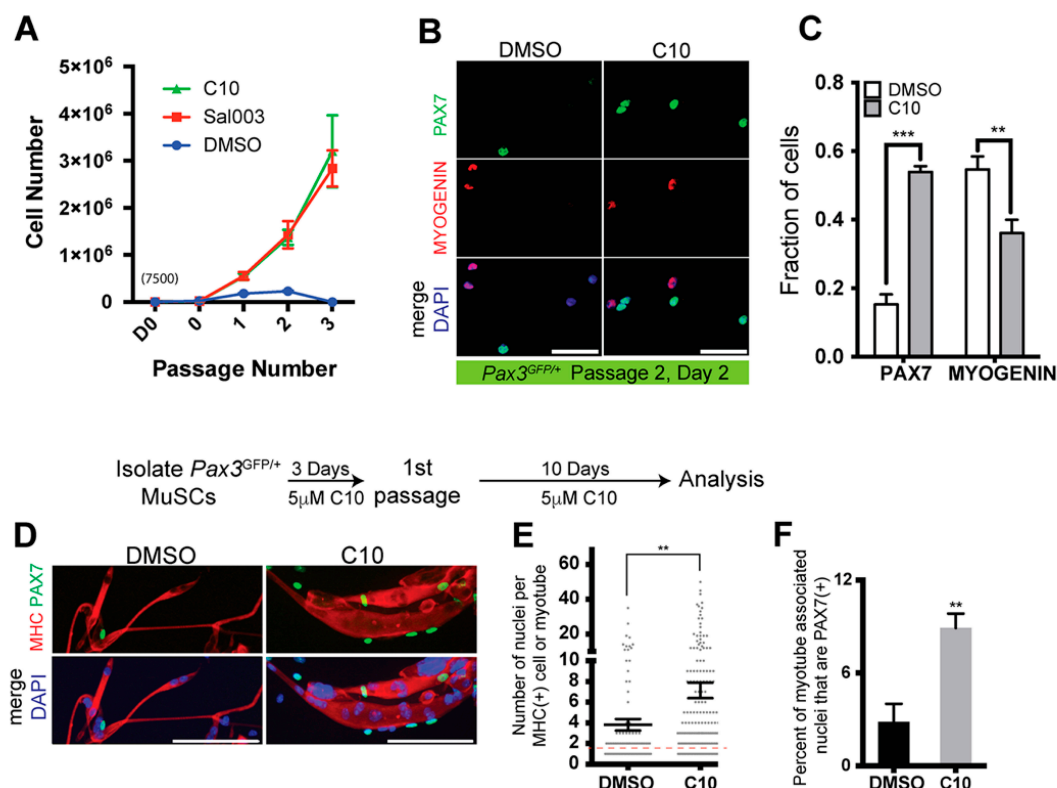 A
5×10⁶
4×10⁶
3×10⁶
2×10⁶
1×10⁶
0
Cell Number
C10
Sal003
DMSO
(7500)
D0 0 1 2 3
Passage Number
B
DMSO C10
PAX7
MYOGENIN
merge
DAPI
Pax3GFP/+ Passage 2, Day 2
C
DMSO
C10
0.8
0.6
0.4
0.2
0.0
Fraction of cells
*** **
PAX7 MYOGENIN
Isolate Pax3GFP/+
MuSCs
3 Days
5µM C10
1st
passage
10 Days
5µM C10
Analysis
D
DMSO C10
MHC PAX7
merge
DAPI
E
Number of nuclei per
MHC(+) cell or myotube
60
40
20
10
8
6
4
2
0
**
DMSO C10
F
Percent of myotube associated
nuclei that are PAX7(+)
12
6
0
**
DMSO C10